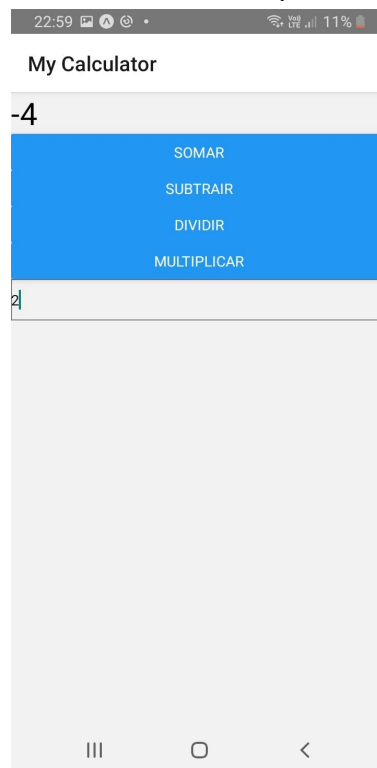 22:59 11%
My Calculator
-4
SOMAR
SUBTRAIR
DIVIDIR
MULTIPLICAR
2